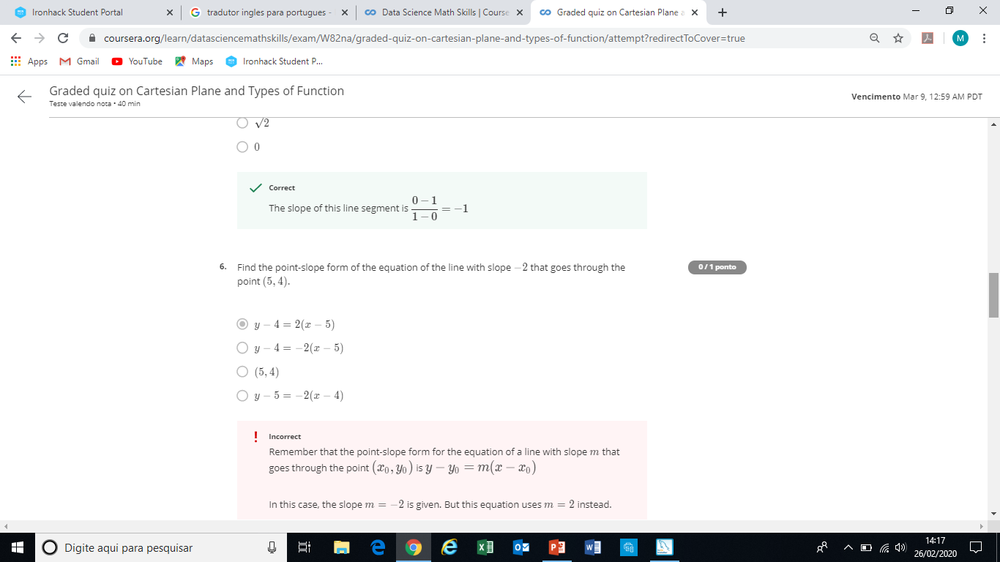 Ironhack Student Portal
tradutor ingles para portugues -
Data Science Math Skills | Course
Graded quiz on Cartesian Plane a
coursera.org/learn/datasciencemathskills/exam/W82na/graded-quiz-on-cartesian-plane-and-types-of-function/attempt?redirectToCover=true
M
Apps Gmail YouTube Maps Ironhack Student P...
Graded quiz on Cartesian Plane and Types of Function
Teste valendo nota • 40 min
Vencimento Mar 9, 12:59 AM PDT
√2
0
Correct
The slope of this line segment is (0 − 1)/(1 − 0) = −1
6. Find the point-slope form of the equation of the line with slope −2 that goes through the
point (5, 4).
0 / 1 ponto
y − 4 = 2(x − 5)
y − 4 = −2(x − 5)
(5, 4)
y − 5 = −2(x − 4)
Incorrect
Remember that the point-slope form for the equation of a line with slope m that
goes through the point (x₀, y₀) is y − y₀ = m(x − x₀)
In this case, the slope m = −2 is given. But this equation uses m = 2 instead.
Digite aqui para pesquisar
14:17
26/02/2020